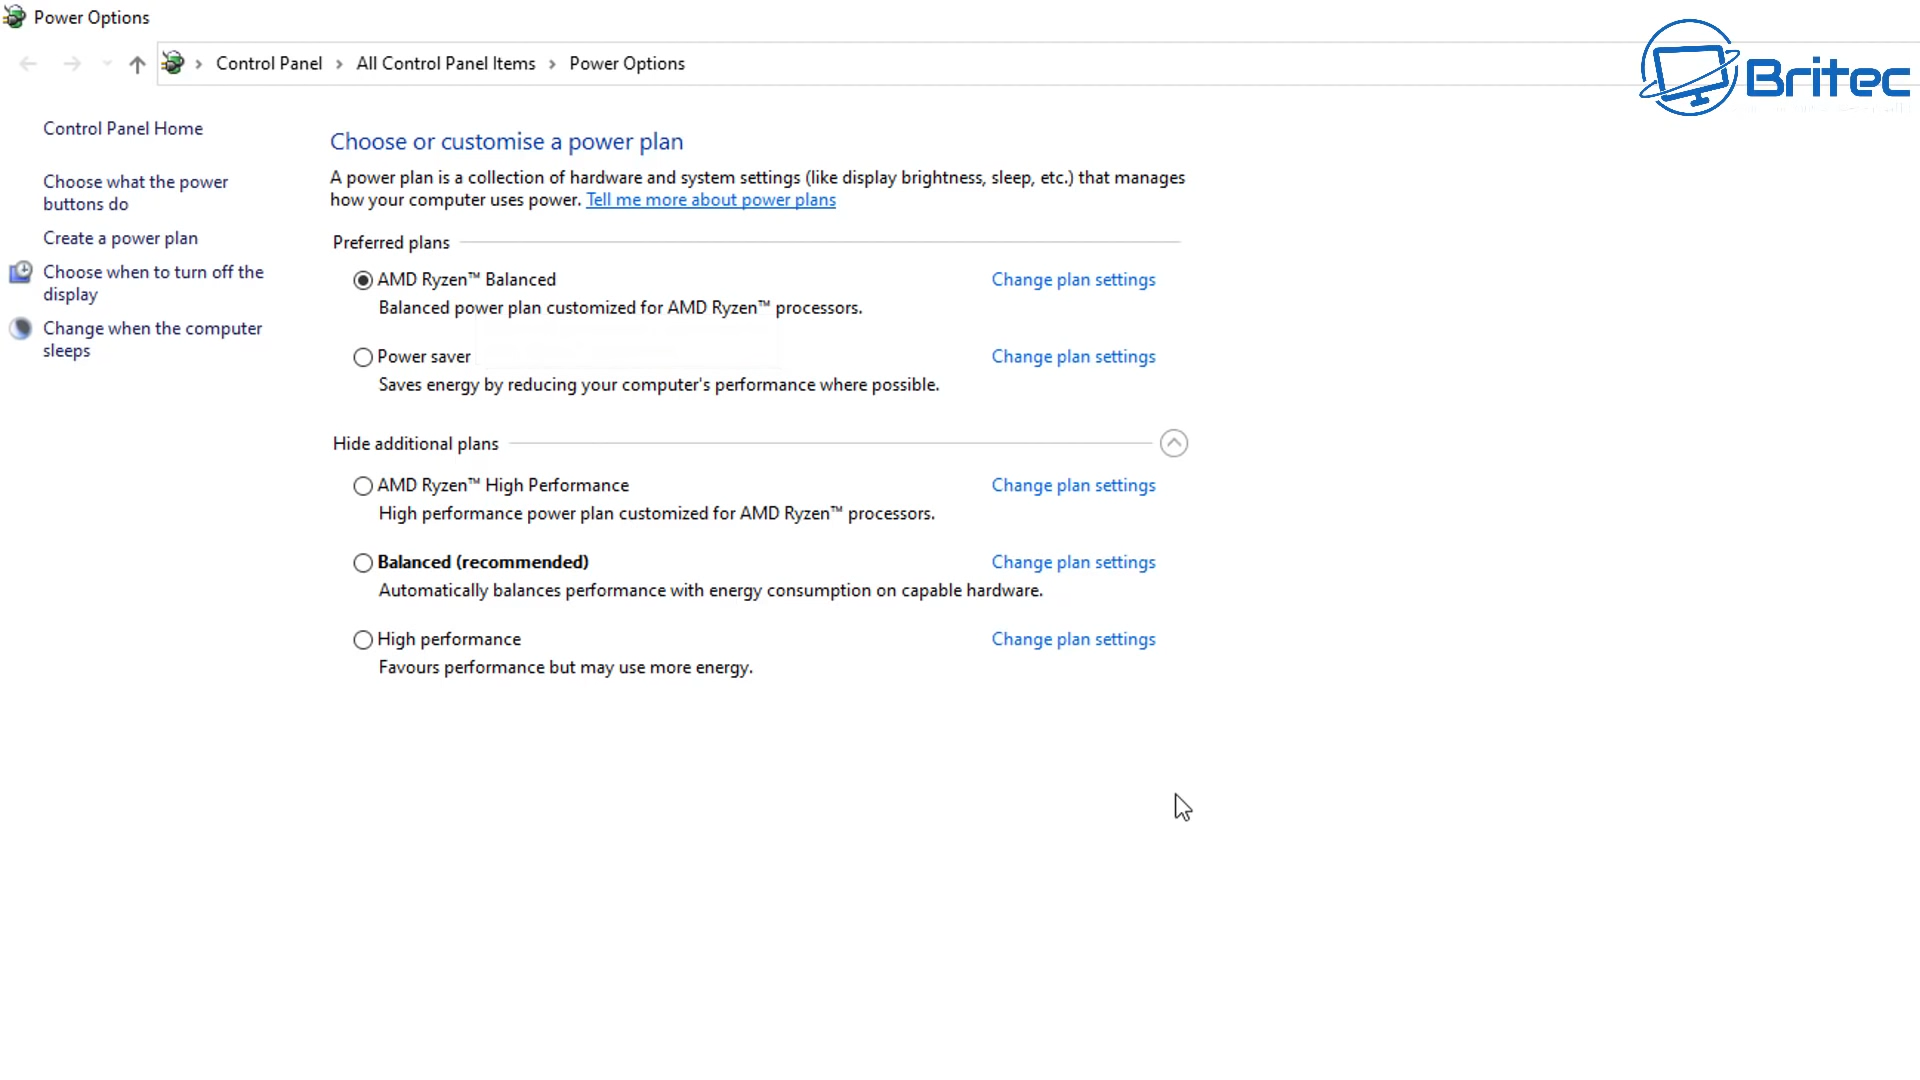 Power Options
Control Panel > All Control Panel Items > Power Options
Britec
Control Panel Home
Choose what the power
buttons do
Create a power plan
Choose when to turn off the
display
Change when the computer
sleeps
Choose or customise a power plan
A power plan is a collection of hardware and system settings (like display brightness, sleep, etc.) that manages
how your computer uses power. Tell me more about power plans
Preferred plans
AMD Ryzen™ Balanced Change plan settings
Balanced power plan customized for AMD Ryzen™ processors.
Power saver Change plan settings
Saves energy by reducing your computer's performance where possible.
Hide additional plans
AMD Ryzen™ High Performance Change plan settings
High performance power plan customized for AMD Ryzen™ processors.
Balanced (recommended) Change plan settings
Automatically balances performance with energy consumption on capable hardware.
High performance Change plan settings
Favours performance but may use more energy.